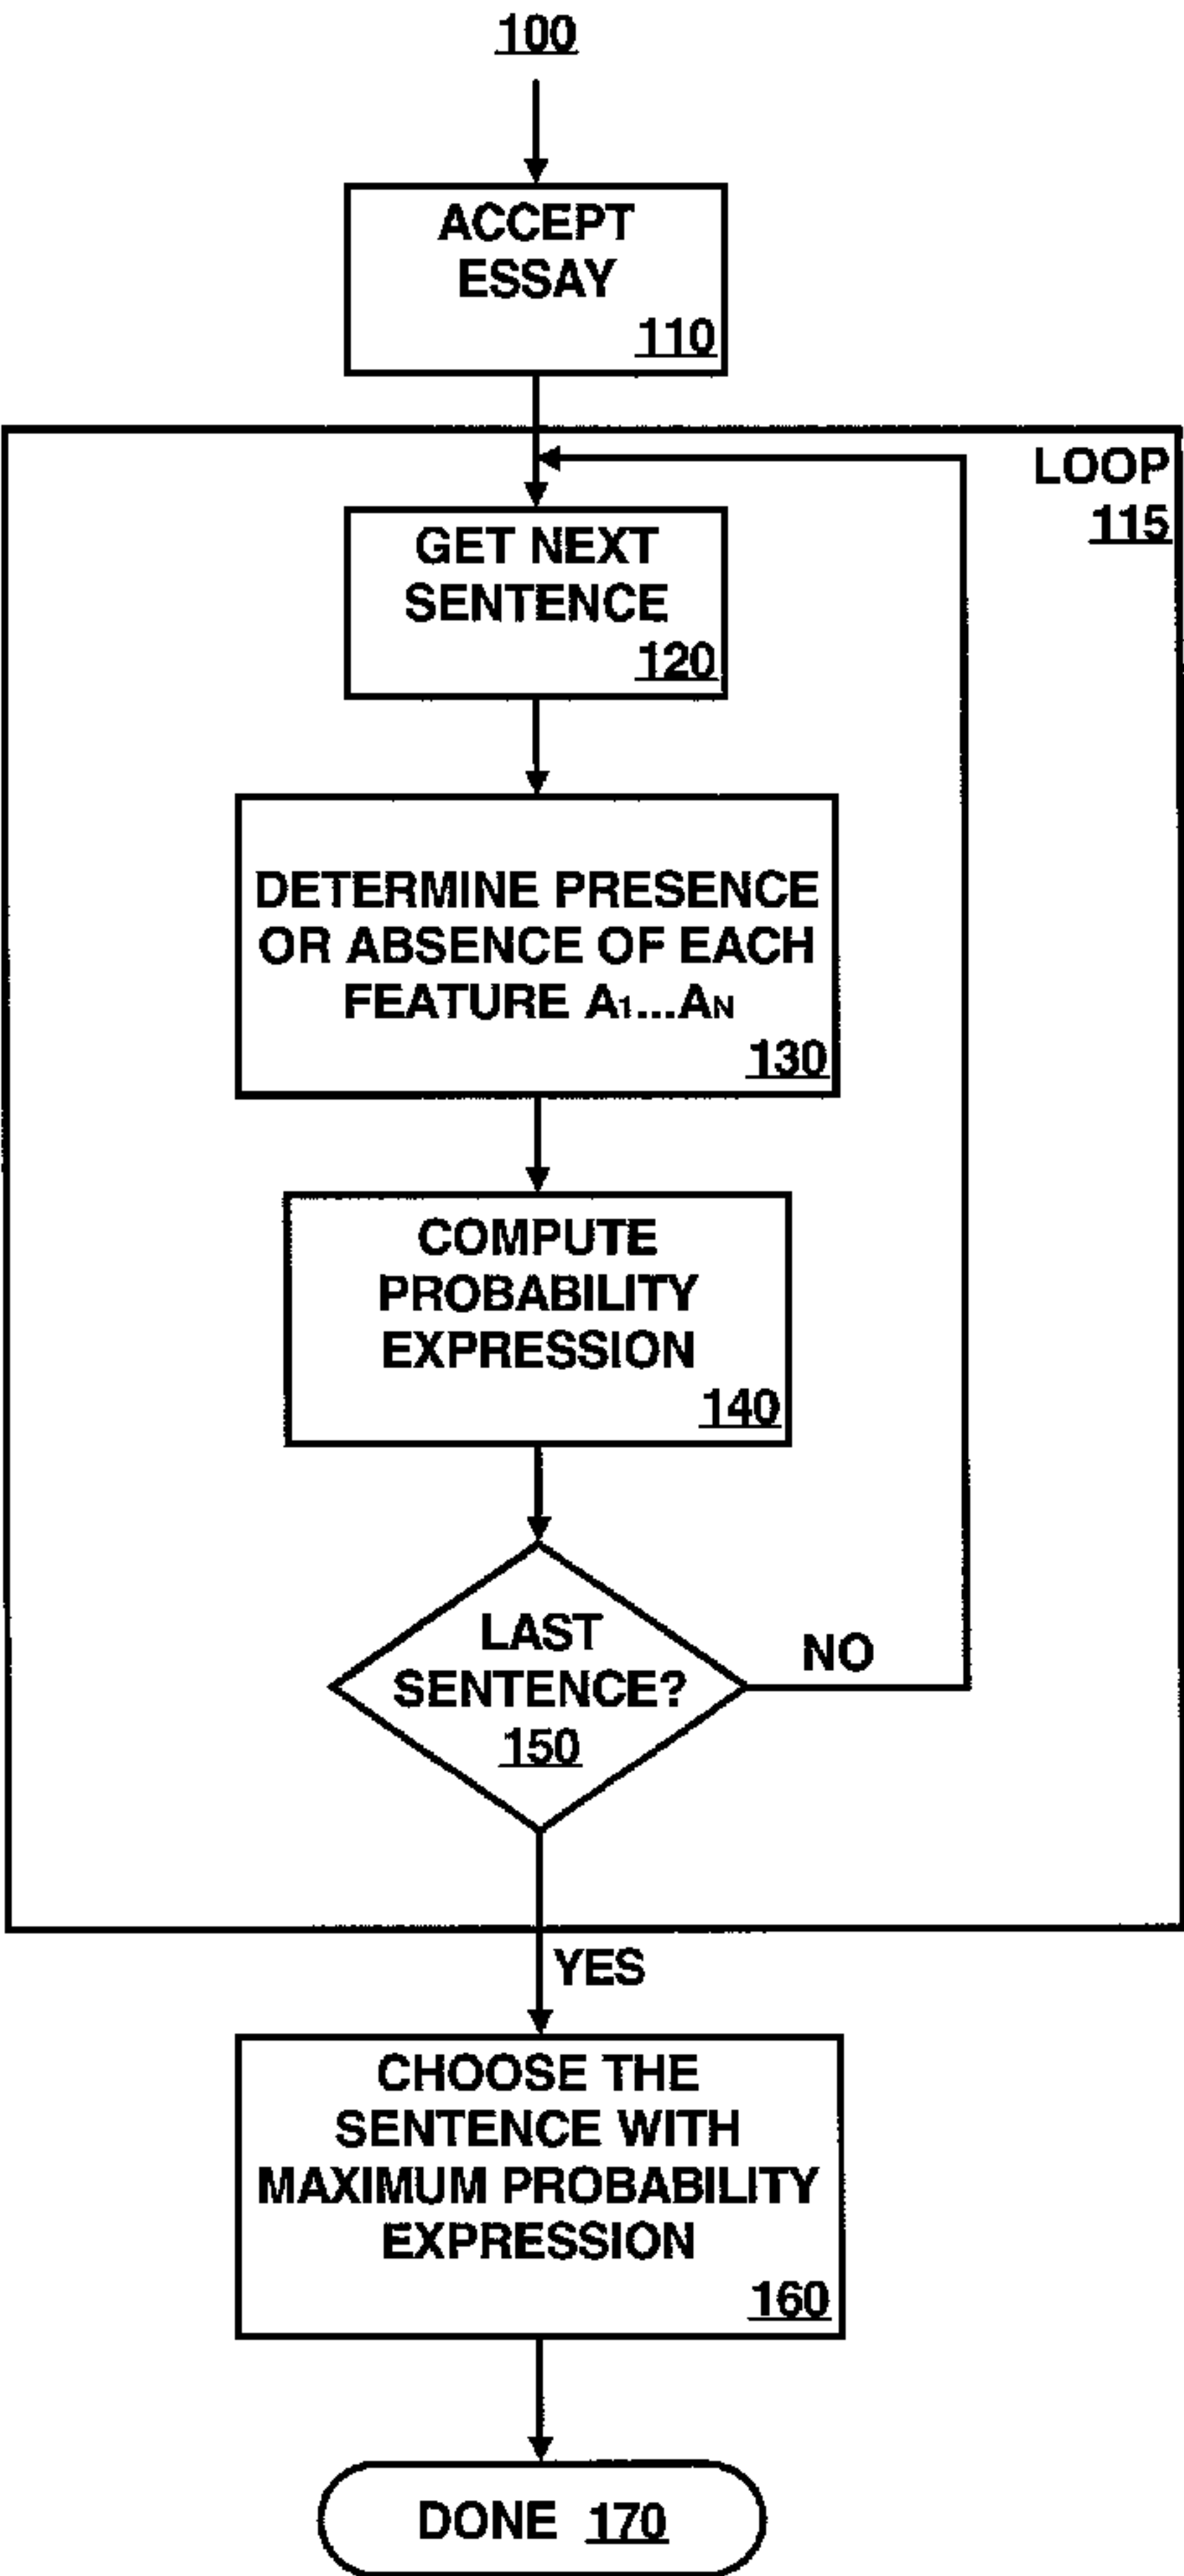 100
ACCEPT
ESSAY
110
LOOP
115
GET NEXT
SENTENCE
120
DETERMINE PRESENCE
OR ABSENCE OF EACH
FEATURE A1...AN
130
COMPUTE
PROBABILITY
EXPRESSION
140
LAST
SENTENCE?
150
NO
YES
CHOOSE THE
SENTENCE WITH
MAXIMUM PROBABILITY
EXPRESSION
160
DONE 170